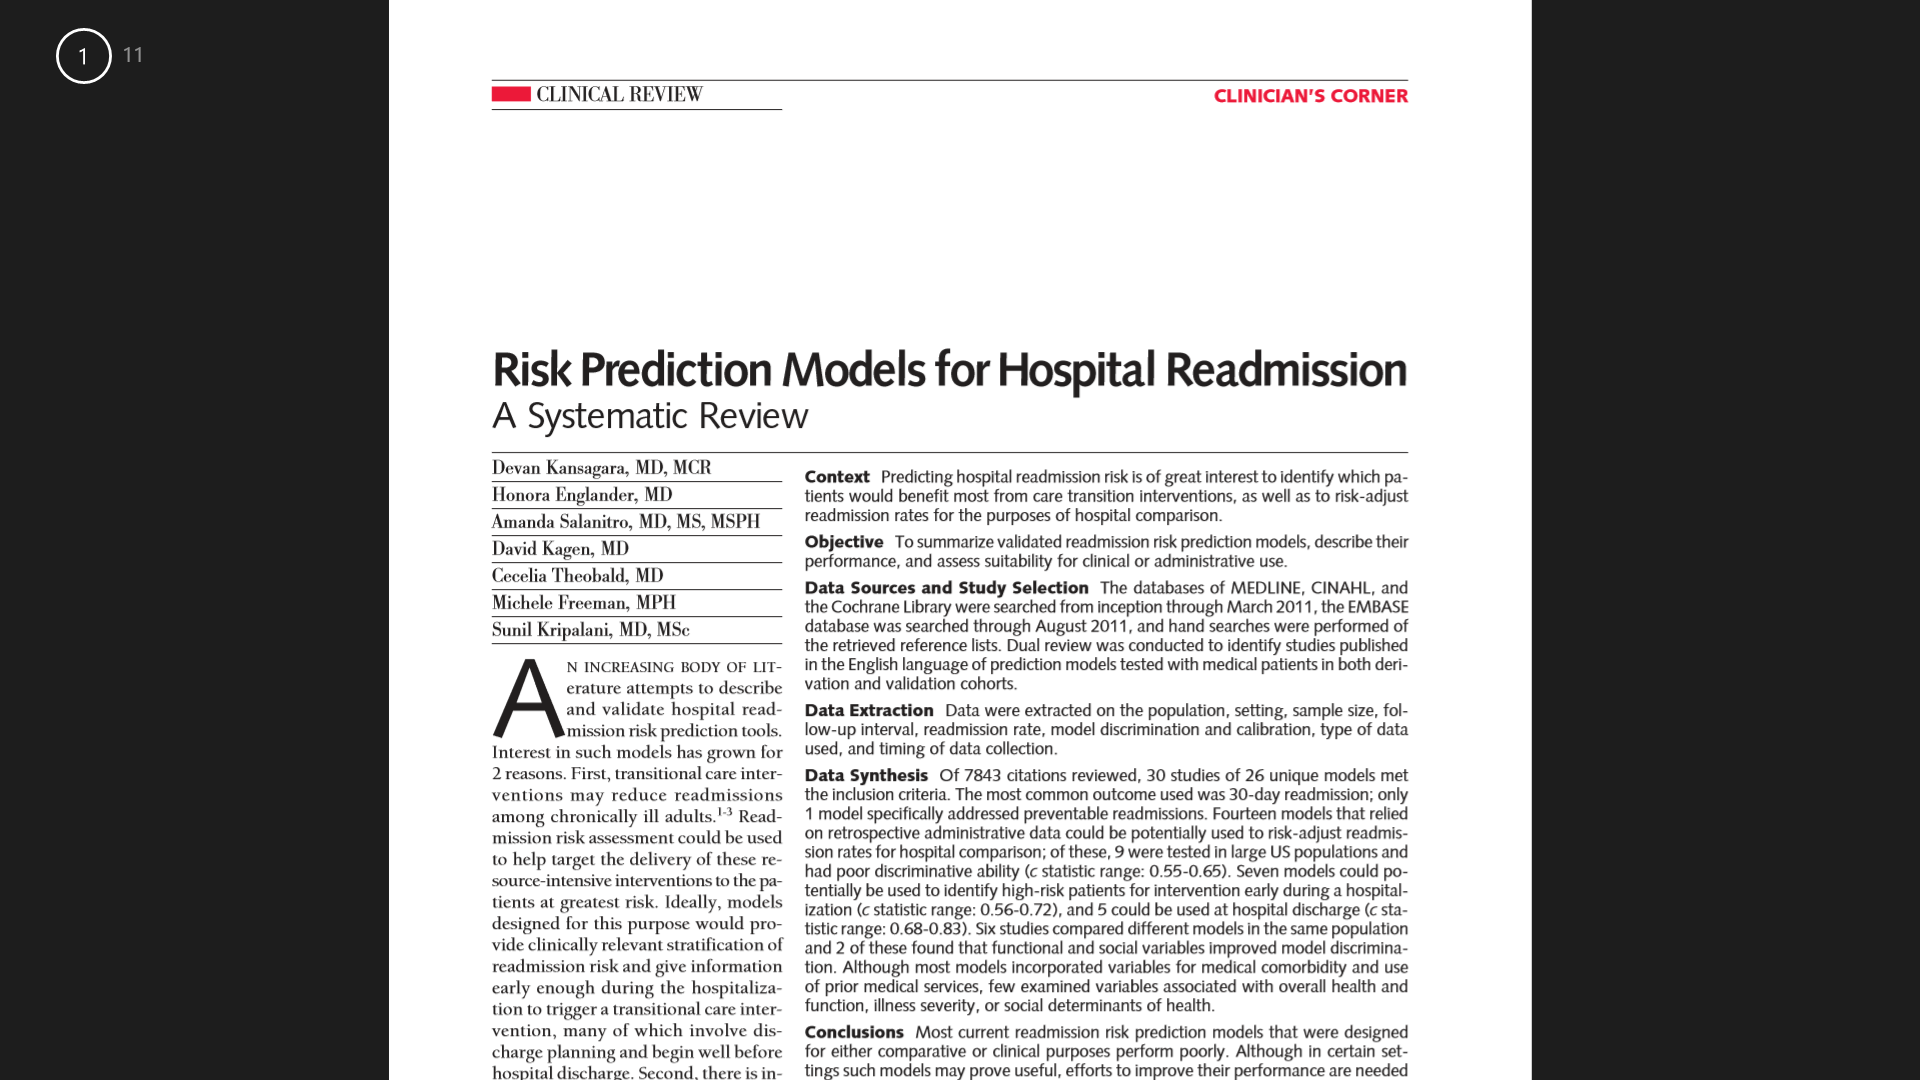 1 11
CLINICAL REVIEW
CLINICIAN'S CORNER
Risk Prediction Models for Hospital Readmission
A Systematic Review
Devan Kansagara, MD, MCR
Honora Englander, MD
Amanda Salanitro, MD, MS, MSPH
David Kagen, MD
Cecelia Theobald, MD
Michele Freeman, MPH
Sunil Kripalani, MD, MSc
AN INCREASING BODY OF LIT-
erature attempts to describe
and validate hospital read-
mission risk prediction tools.
Interest in such models has grown for
2 reasons. First, transitional care inter-
ventions may reduce readmissions
among chronically ill adults.1-3 Read-
mission risk assessment could be used
to help target the delivery of these re-
source-intensive interventions to the pa-
tients at greatest risk. Ideally, models
designed for this purpose would pro-
vide clinically relevant stratification of
readmission risk and give information
early enough during the hospitaliza-
tion to trigger a transitional care inter-
vention, many of which involve dis-
charge planning and begin well before
hospital discharge. Second, there is in-
Context Predicting hospital readmission risk is of great interest to identify which pa-
tients would benefit most from care transition interventions, as well as to risk-adjust
readmission rates for the purposes of hospital comparison.
Objective To summarize validated readmission risk prediction models, describe their
performance, and assess suitability for clinical or administrative use.
Data Sources and Study Selection The databases of MEDLINE, CINAHL, and
the Cochrane Library were searched from inception through March 2011, the EMBASE
database was searched through August 2011, and hand searches were performed of
the retrieved reference lists. Dual review was conducted to identify studies published
in the English language of prediction models tested with medical patients in both deri-
vation and validation cohorts.
Data Extraction Data were extracted on the population, setting, sample size, fol-
low-up interval, readmission rate, model discrimination and calibration, type of data
used, and timing of data collection.
Data Synthesis Of 7843 citations reviewed, 30 studies of 26 unique models met
the inclusion criteria. The most common outcome used was 30-day readmission; only
1 model specifically addressed preventable readmissions. Fourteen models that relied
on retrospective administrative data could be potentially used to risk-adjust readmis-
sion rates for hospital comparison; of these, 9 were tested in large US populations and
had poor discriminative ability (c statistic range: 0.55-0.65). Seven models could po-
tentially be used to identify high-risk patients for intervention early during a hospital-
ization (c statistic range: 0.56-0.72), and 5 could be used at hospital discharge (c sta-
tistic range: 0.68-0.83). Six studies compared different models in the same population
and 2 of these found that functional and social variables improved model discrimina-
tion. Although most models incorporated variables for medical comorbidity and use
of prior medical services, few examined variables associated with overall health and
function, illness severity, or social determinants of health.
Conclusions Most current readmission risk prediction models that were designed
for either comparative or clinical purposes perform poorly. Although in certain set-
tings such models may prove useful, efforts to improve their performance are needed